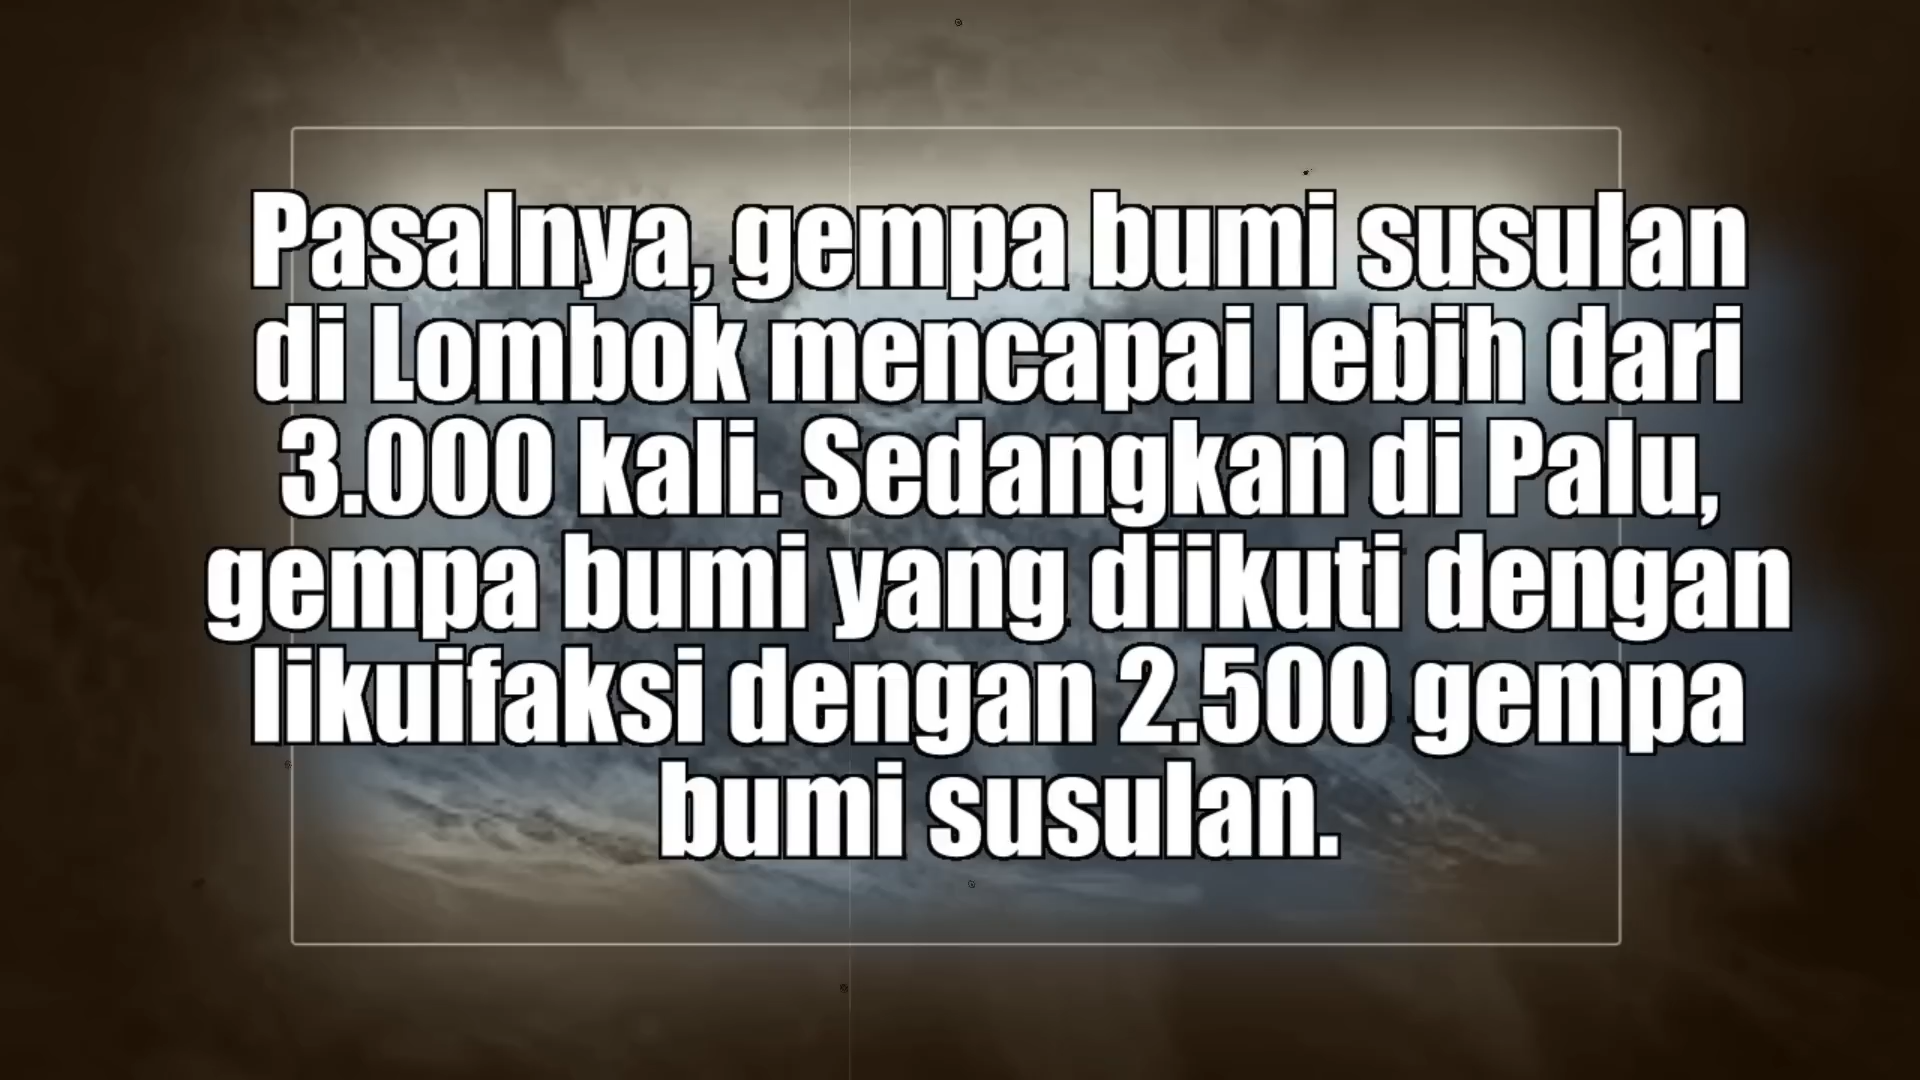 Pasalnya, gempa bumi susulan
di Lombok mencapai lebih dari
3.000 kali. Sedangkan di Palu,
gempa bumi yang diikuti dengan
likuifaksi dengan 2.500 gempa
bumi susulan.